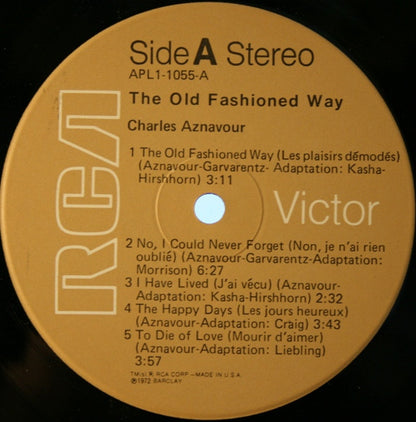 Side A Stereo
APL1-1055-A
The Old Fashioned Way
Charles Aznavour
1 The Old Fashioned Way (Les plaisirs démodés)
(Aznavour-Garvarentz- Adaptation: Kasha-
Hirshhorn) 3:11
RCA
Victor
2 No, I Could Never Forget (Non, je n'ai rien
oublié) (Aznavour-Garvarentz-Adaptation:
Morrison) 6:27
3 I Have Lived (J'ai vécu) (Aznavour-
Adaptation: Kasha-Hirshhorn) 2:32
4 The Happy Days (Les jours heureux)
(Aznavour-Adaptation: Craig) 3:43
5 To Die of Love (Mourir d'aimer)
(Aznavour-Adaptation: Liebling)
3:57
TM(s) ® RCA CORP—MADE IN U.S.A.
℗1972 BARCLAY